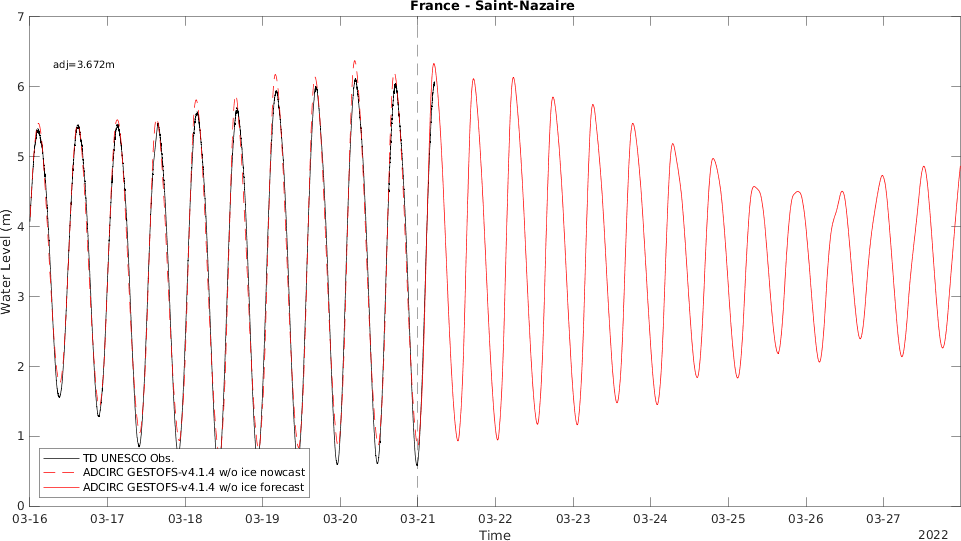 France - Saint-Nazaire
adj=3.672m
Water Level (m)
7
6
5
4
3
2
1
0
TD UNESCO Obs.
ADCIRC GESTOFS-v4.1.4 w/o ice nowcast
ADCIRC GESTOFS-v4.1.4 w/o ice forecast
03-16 03-17 03-18 03-19 03-20 03-21 03-22 03-23 03-24 03-25 03-26 03-27
Time
2022